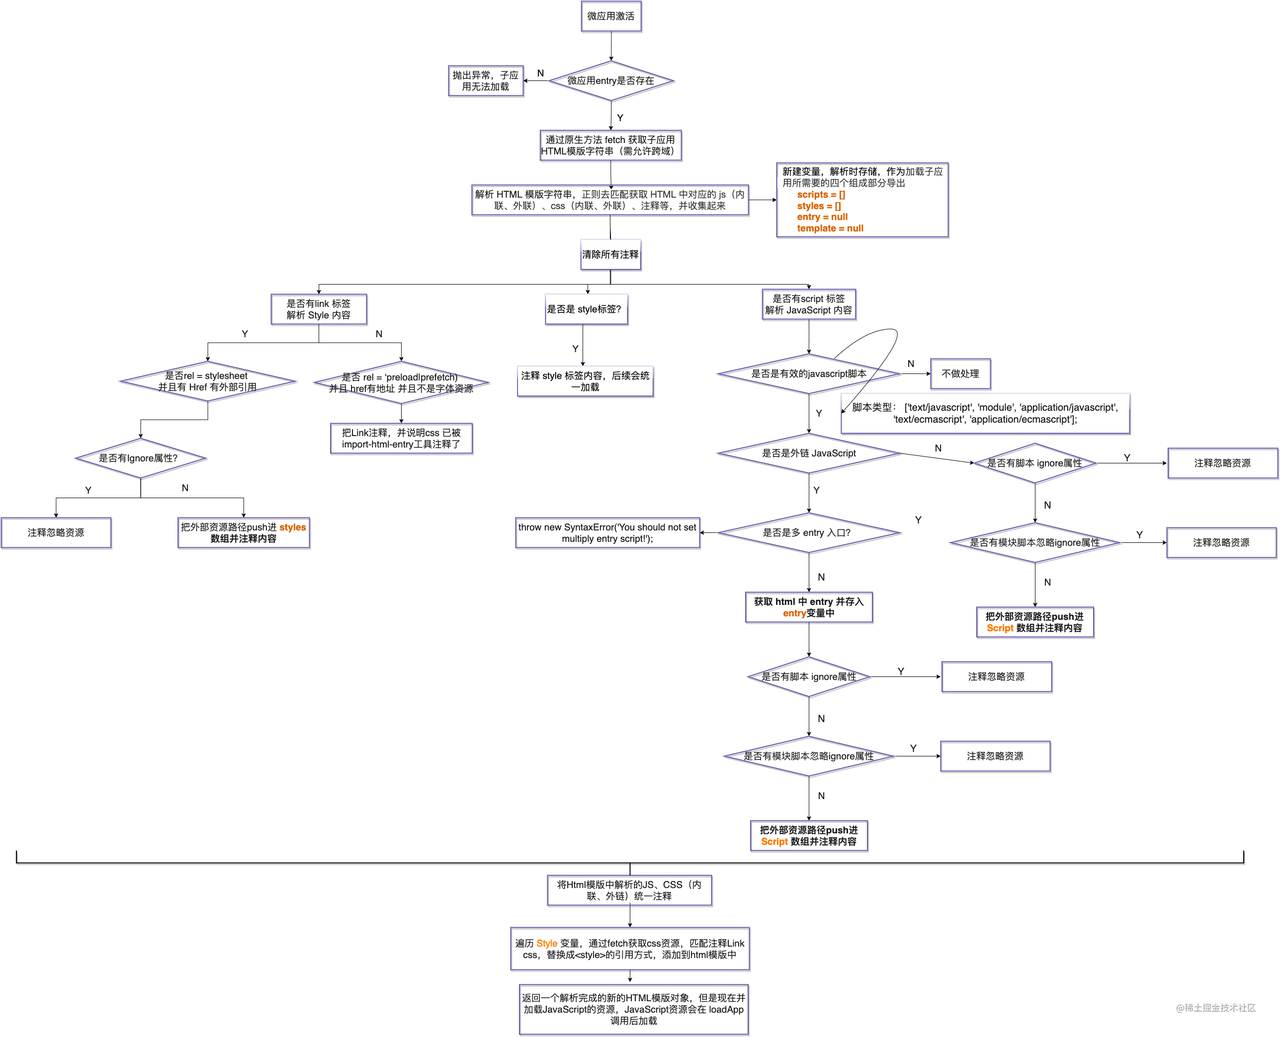 微应用激活
微应用entry是否存在
N
抛出异常，子应
用无法加载
Y
通过原生方法 fetch 获取子应用
HTML模版字符串（需允许跨域）
解析 HTML 模版字符串，正则去匹配获取 HTML 中对应的 js（内
联、外联）、css（内联、外联）、注释等，并收集起来
新建变量，解析时存储，作为加载子应
用所需要的四个组成部分导出
scripts = []
styles = []
entry = null
template = null
清除所有注释
是否有link 标签
解析 Style 内容
是否是 style标签?
是否有script 标签
解析 JavaScript 内容
Y
N
是否rel = stylesheet
并且有 Href 有外部引用
是否 rel = 'preload|prefetch)
并且 href有地址 并且不是字体资源
把Link注释，并说明css 已被
import-html-entry工具注释了
是否有Ignore属性?
Y
N
注释忽略资源
把外部资源路径push进 styles
数组并注释内容
Y
注释 style 标签内容，后续会统
一加载
是否是有效的javascript脚本
N
不做处理
脚本类型： ['text/javascript', 'module', 'application/javascript',
'text/ecmascript', 'application/ecmascript'];
Y
是否是外链 JavaScript
N
是否有脚本 ignore属性
Y
注释忽略资源
N
是否有模块脚本忽略ignore属性
Y
注释忽略资源
N
把外部资源路径push进
Script 数组并注释内容
Y
是否是多 entry 入口?
Y
throw new SyntaxError('You should not set
multiply entry script!');
N
获取 html 中 entry 并存入
entry变量中
是否有脚本 ignore属性
Y
注释忽略资源
N
是否有模块脚本忽略ignore属性
Y
注释忽略资源
N
把外部资源路径push进
Script 数组并注释内容
将Html模版中解析的JS、CSS（内
联、外链）统一注释
遍历 Style 变量，通过fetch获取css资源，匹配注释Link
css，替换成<style>的引用方式，添加到html模版中
返回一个解析完成的新的HTML模版对象，但是现在并
加载JavaScript的资源，JavaScript资源会在 loadApp
调用后加载
@稀土掘金技术社区